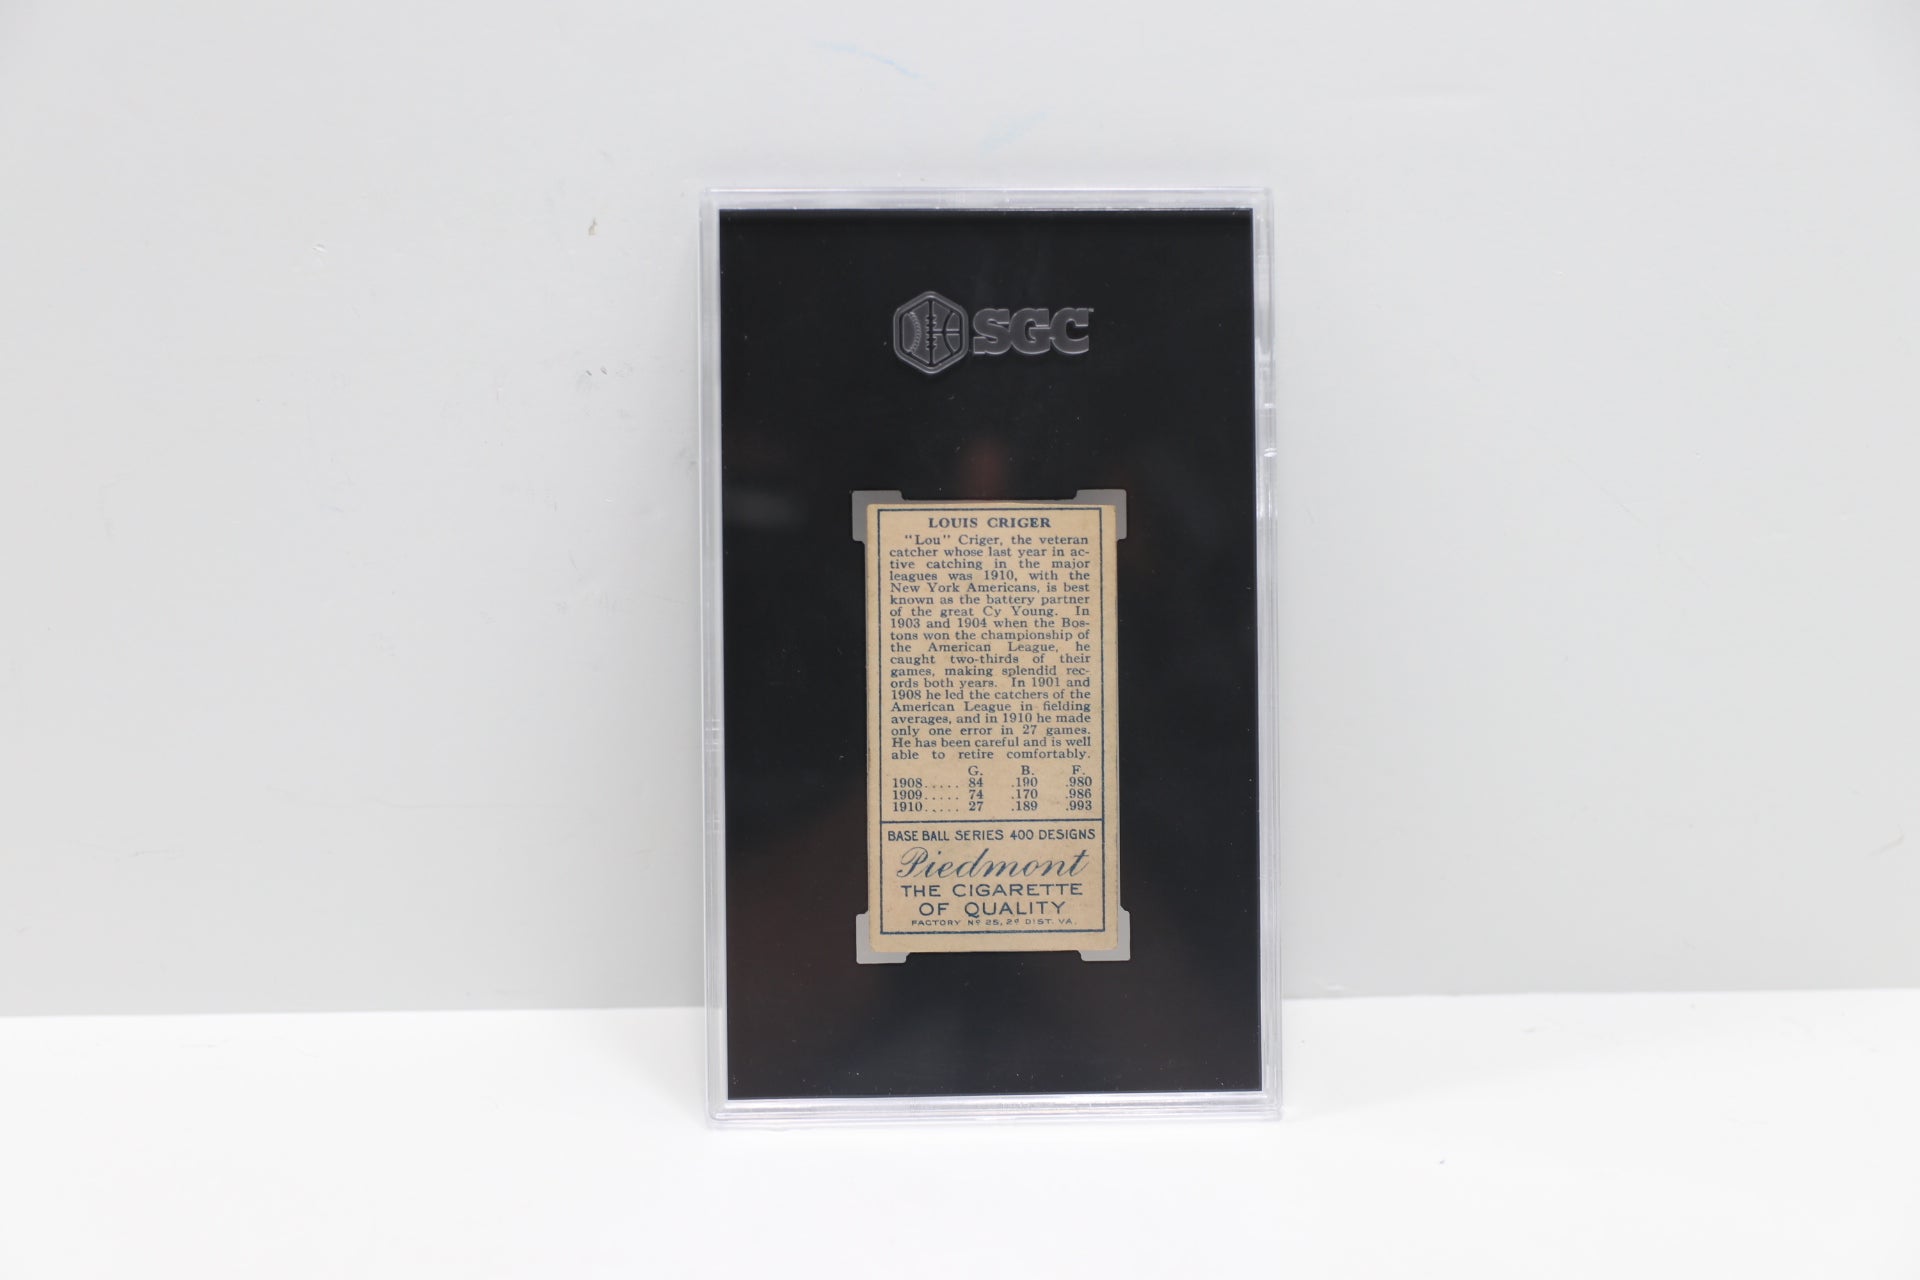 SGC
LOUIS CRIGER
"Lou" Criger, the veteran
catcher whose last year in ac-
tive catching in the major
leagues was 1910, with the
New York Americans, is best
known as the battery partner
of the great Cy Young. In
1903 and 1904 when the Bos-
tons won the championship of
the American League, he
caught two-thirds of their
games, making splendid rec-
ords both years. In 1901 and
1908 he led the catchers of the
American League in fielding
averages, and in 1910 he made
only one error in 27 games.
He has been careful and is well
able to retire comfortably.
G. B. F.
1908..... 84 .190 .980
1909..... 74 .170 .986
1910..... 27 .189 .993
BASE BALL SERIES 400 DESIGNS
Piedmont
THE CIGARETTE
OF QUALITY
FACTORY Nº 25, 2ᴰ DIST. VA.